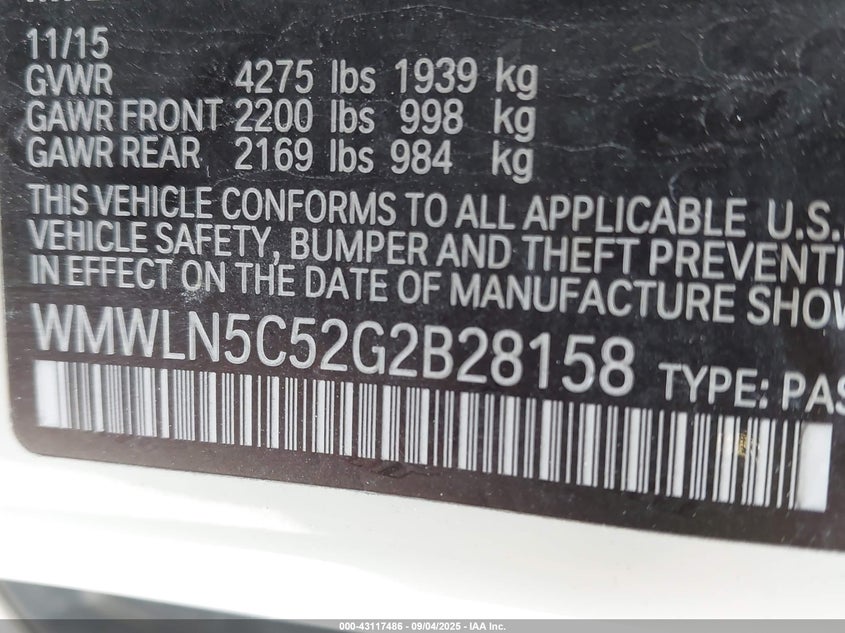 11/15
GVWR 4275 lbs 1939 kg
GAWR FRONT 2200 lbs 998 kg
GAWR REAR 2169 lbs 984 kg
THIS VEHICLE CONFORMS TO ALL APPLICABLE U.S.
VEHICLE SAFETY, BUMPER AND THEFT PREVENTI
IN EFFECT ON THE DATE OF MANUFACTURE SHOW
WMWLN5C52G2B28158 TYPE: PAS
000-43117486 - 09/04/2025 - IAA Inc.